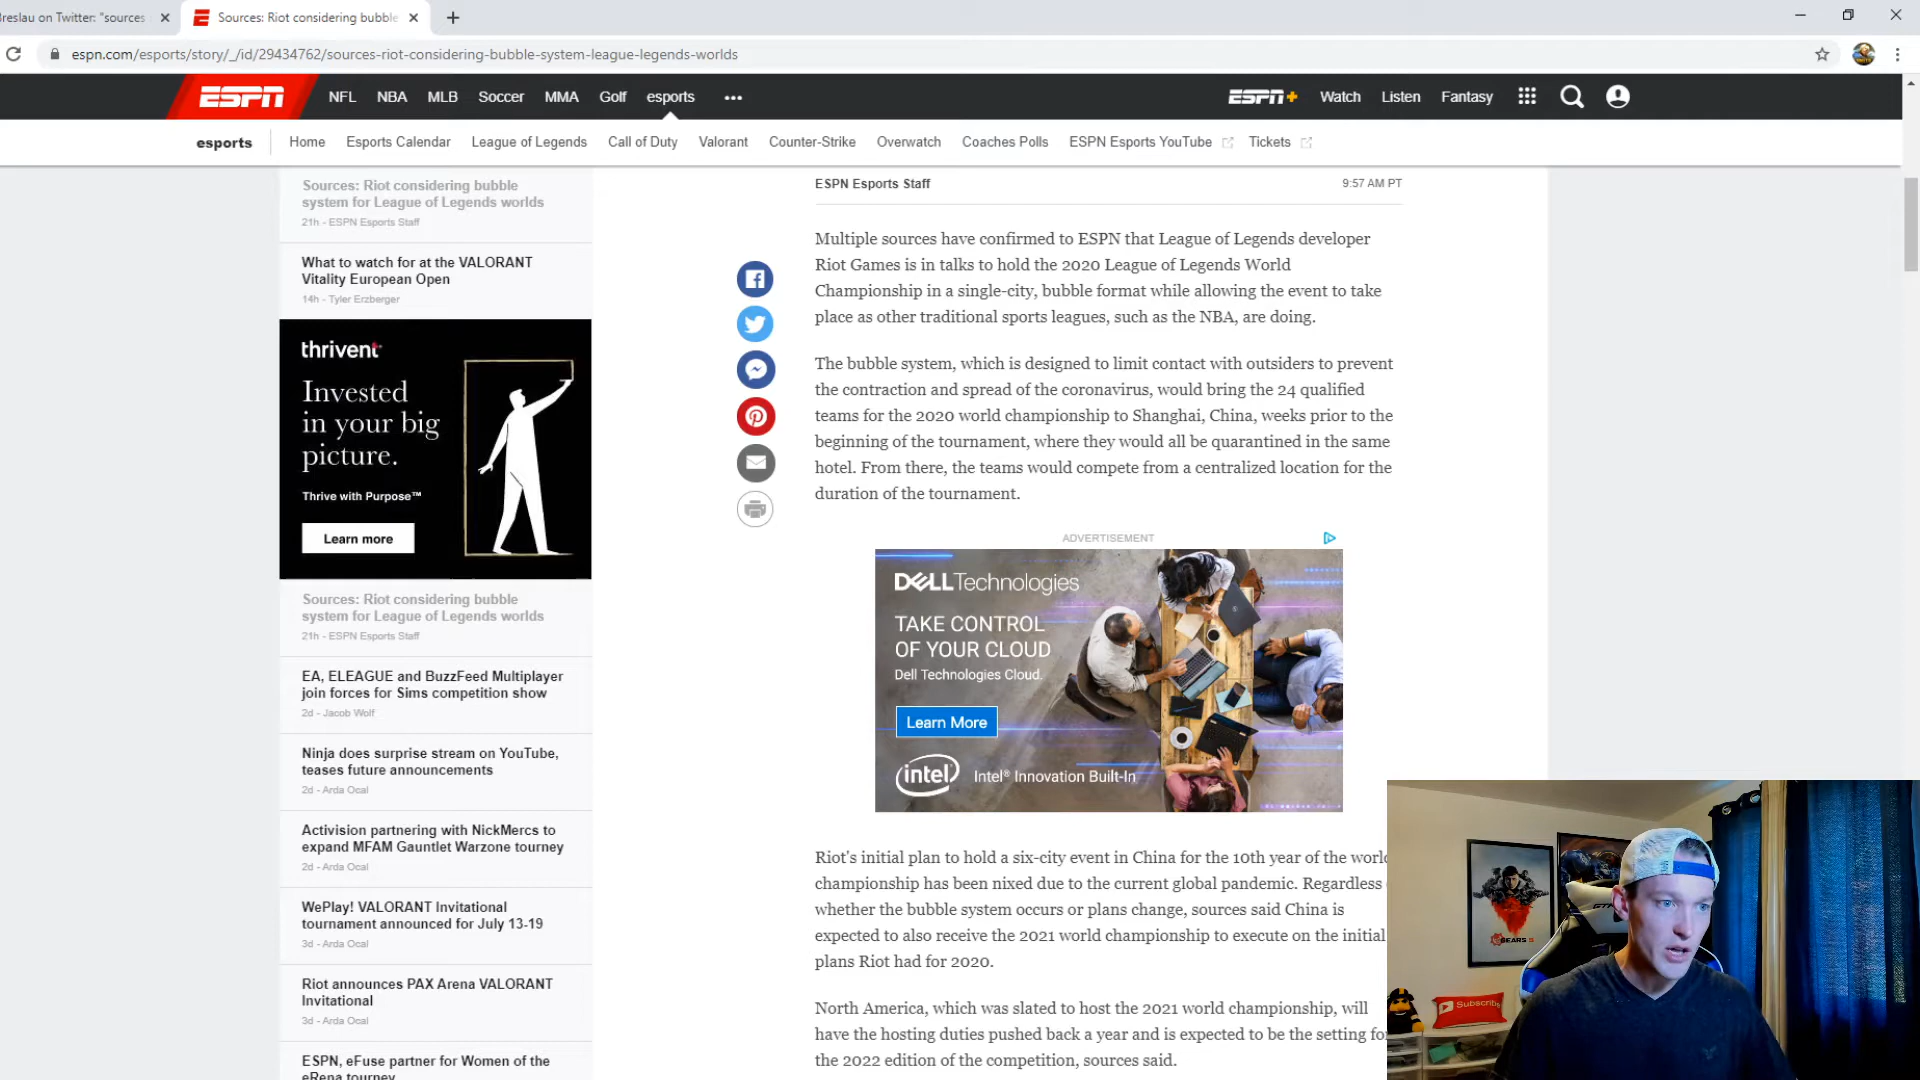 Breslau on Twitter: "sources
Sources: Riot considering bubble
espn.com/esports/story/_/id/29434762/sources-riot-considering-bubble-system-league-legends-worlds
ESPN
NFL NBA MLB Soccer MMA Golf esports •••
ESPN+ Watch Listen Fantasy
esports Home Esports Calendar League of Legends Call of Duty Valorant Counter-Strike Overwatch Coaches Polls ESPN Esports YouTube Tickets
Sources: Riot considering bubble
system for League of Legends worlds
21h - ESPN Esports Staff
What to watch for at the VALORANT
Vitality European Open
14h - Tyler Erzberger
thrivent
Invested
in your big
picture.
Thrive with Purpose™
Learn more
Sources: Riot considering bubble
system for League of Legends worlds
21h - ESPN Esports Staff
EA, ELEAGUE and BuzzFeed Multiplayer
join forces for Sims competition show
2d - Jacob Wolf
Ninja does surprise stream on YouTube,
teases future announcements
2d - Arda Ocal
Activision partnering with NickMercs to
expand MFAM Gauntlet Warzone tourney
2d - Arda Ocal
WePlay! VALORANT Invitational
tournament announced for July 13-19
3d - Arda Ocal
Riot announces PAX Arena VALORANT
Invitational
3d - Arda Ocal
ESPN, eFuse partner for Women of the
eRena tourney
ESPN Esports Staff
9:57 AM PT
Multiple sources have confirmed to ESPN that League of Legends developer
Riot Games is in talks to hold the 2020 League of Legends World
Championship in a single-city, bubble format while allowing the event to take
place as other traditional sports leagues, such as the NBA, are doing.
The bubble system, which is designed to limit contact with outsiders to prevent
the contraction and spread of the coronavirus, would bring the 24 qualified
teams for the 2020 world championship to Shanghai, China, weeks prior to the
beginning of the tournament, where they would all be quarantined in the same
hotel. From there, the teams would compete from a centralized location for the
duration of the tournament.
ADVERTISEMENT
DELL Technologies
TAKE CONTROL
OF YOUR CLOUD
Dell Technologies Cloud.
Learn More
intel Intel® Innovation Built-In
Riot's initial plan to hold a six-city event in China for the 10th year of the world
championship has been nixed due to the current global pandemic. Regardless
whether the bubble system occurs or plans change, sources said China is
expected to also receive the 2021 world championship to execute on the initial
plans Riot had for 2020.
North America, which was slated to host the 2021 world championship, will
have the hosting duties pushed back a year and is expected to be the setting for
the 2022 edition of the competition, sources said.
GEARS 5
Subscribe